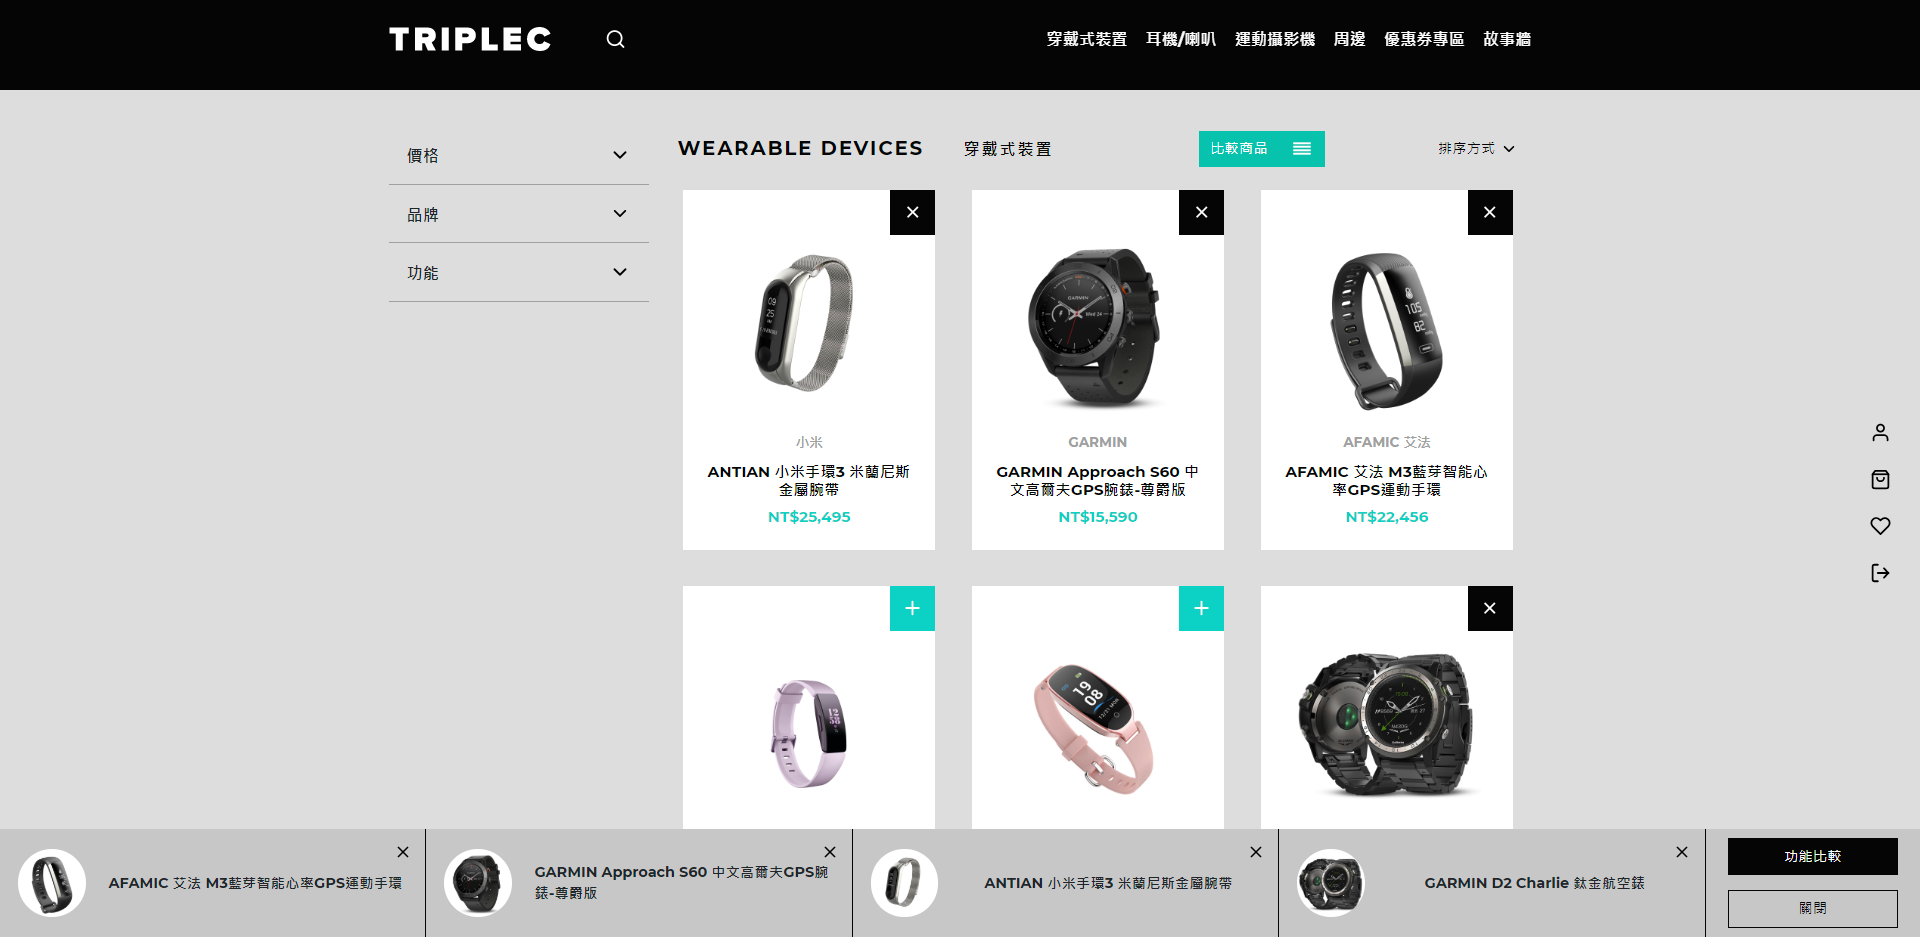 TRIPLEC
穿戴式裝置 耳機/喇叭 運動攝影機 周邊 優惠券專區 故事牆
價格
品牌
功能
WEARABLE DEVICES 穿戴式裝置
比較商品
排序方式
小米
ANTIAN 小米手環3 米蘭尼斯
金屬腕帶
NT$25,495
GARMIN
Wed 24
GARMIN
GARMIN Approach S60 中
文高爾夫GPS腕錶-尊爵版
NT$15,590
105
82
AFAMIC 艾法
AFAMIC 艾法 M3藍芽智能心
率GPS運動手環
NT$22,456
19
08
AFAMIC 艾法 M3藍芽智能心率GPS運動手環
GARMIN Approach S60 中文高爾夫GPS腕
錶-尊爵版
ANTIAN 小米手環3 米蘭尼斯金屬腕帶
GARMIN D2 Charlie 鈦金航空錶
功能比較
關閉